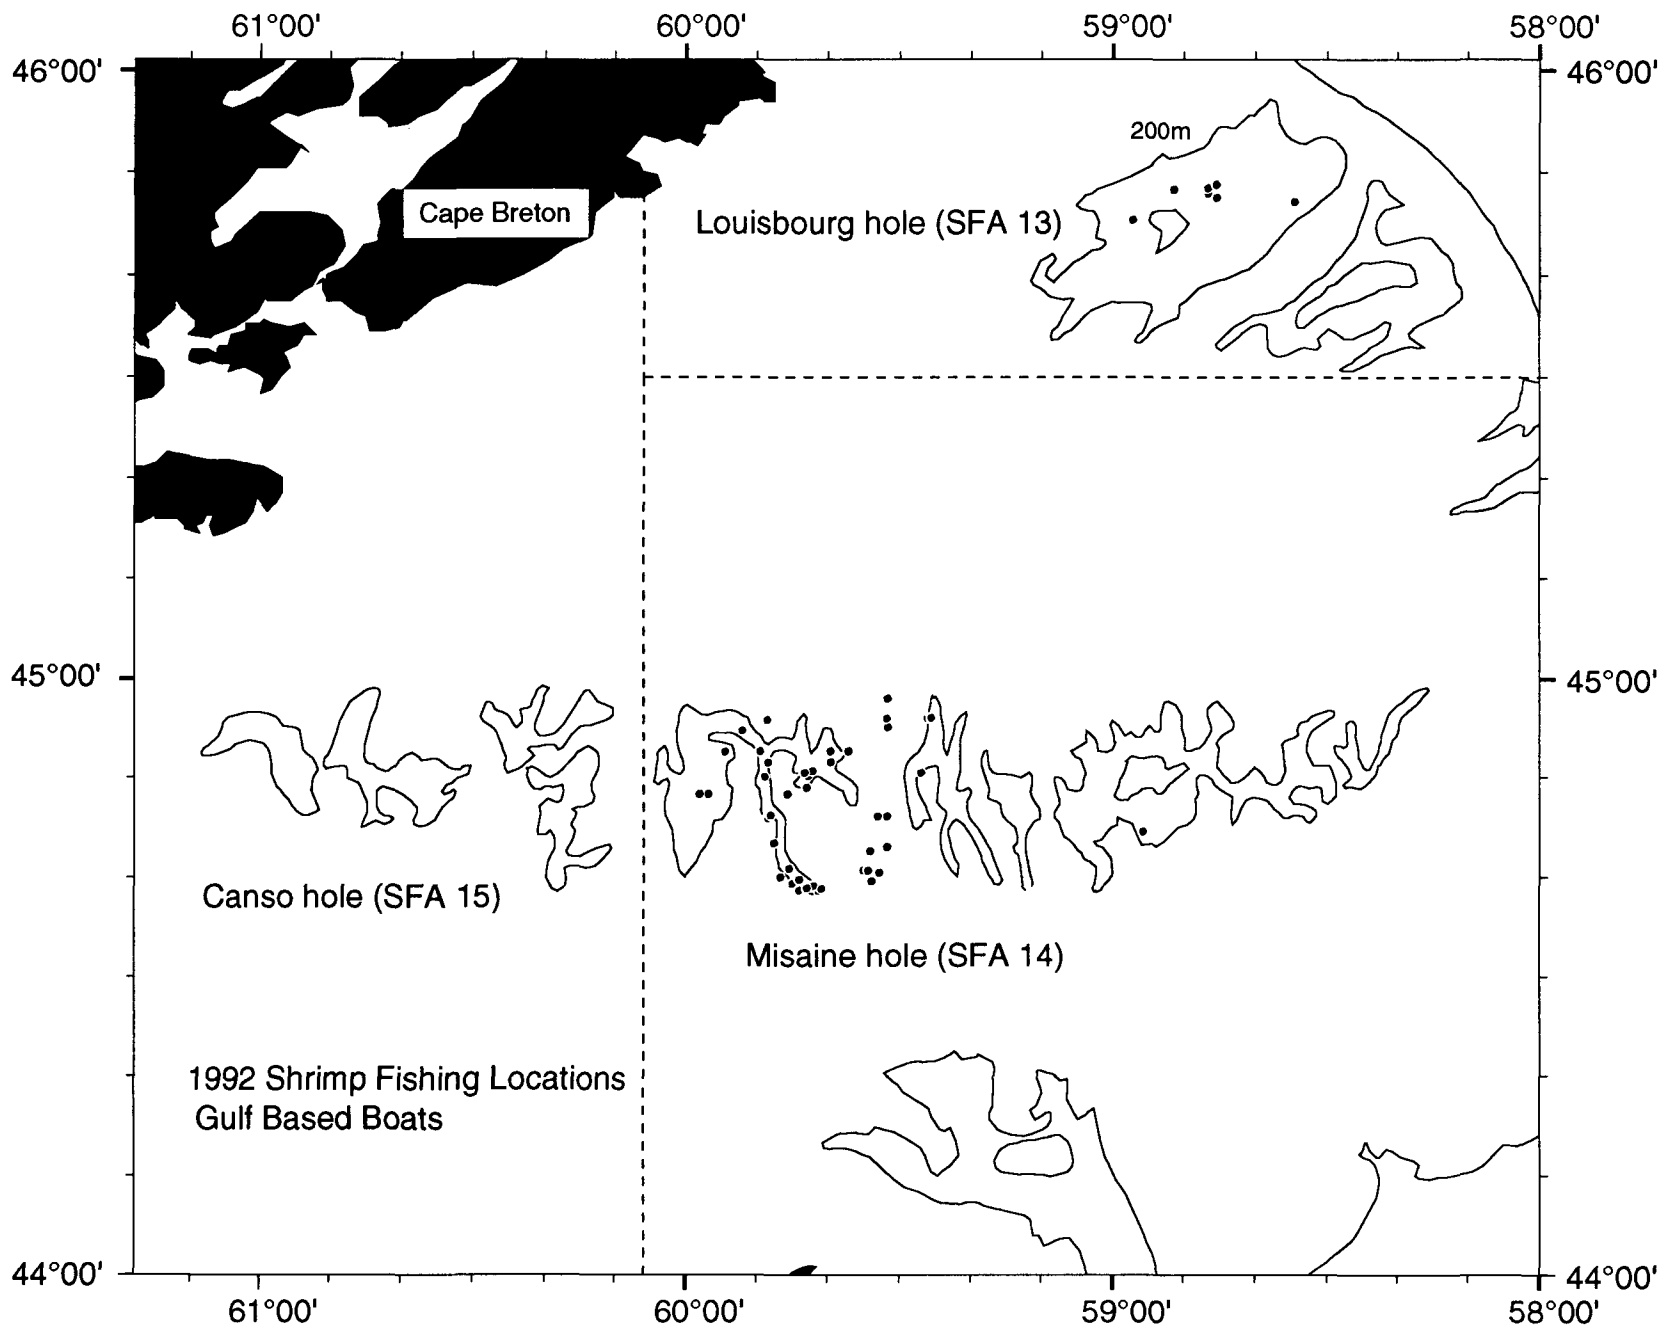 61°00' 60°00' 59°00' 58°00'
46°00' 46°00'
200m
Cape Breton
Louisbourg hole (SFA 13)
45°00' 45°00'
Canso hole (SFA 15)
Misaine hole (SFA 14)
1992 Shrimp Fishing Locations
Gulf Based Boats
44°00' 44°00'
61°00' 60°00' 59°00' 58°00'